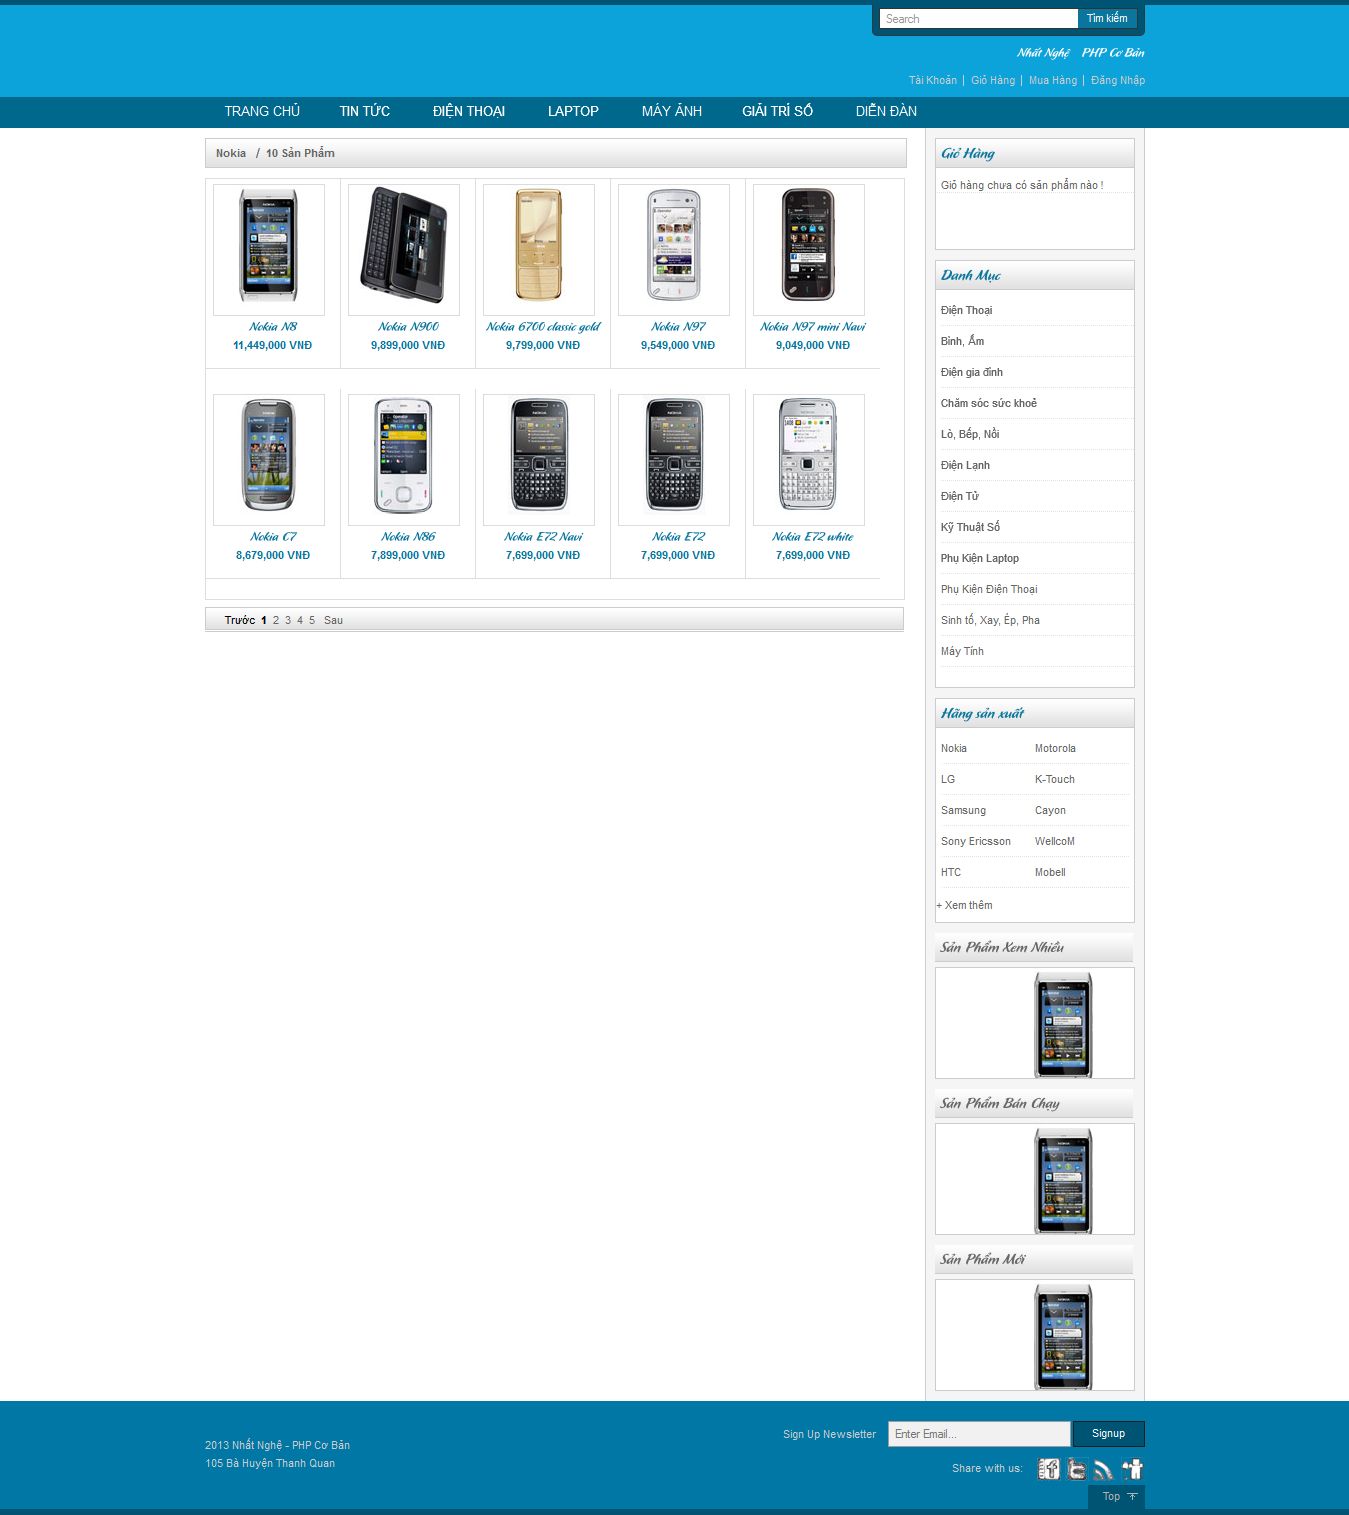 Search Tìm kiếm
Nhất Nghệ PHP Cơ Bản
Tài Khoản | Giỏ Hàng | Mua Hàng | Đăng Nhập
TRANG CHỦ TIN TỨC ĐIỆN THOẠI LAPTOP MÁY ẢNH GIẢI TRÍ SỐ DIỄN ĐÀN
Nokia / 10 Sản Phẩm
Nokia N8 Nokia N900 Nokia 6700 classic gold Nokia N97 Nokia N97 mini Navi
11,449,000 VNĐ 9,899,000 VNĐ 9,799,000 VNĐ 9,549,000 VNĐ 9,049,000 VNĐ
Nokia C7 Nokia N86 Nokia E72 Navi Nokia E72 Nokia E72 white
8,679,000 VNĐ 7,899,000 VNĐ 7,699,000 VNĐ 7,699,000 VNĐ 7,699,000 VNĐ
Trước 1 2 3 4 5 Sau
Giỏ Hàng
Giỏ hàng chưa có sản phẩm nào !
Danh Mục
Điện Thoại
Bình, Ấm
Điện gia đình
Chăm sóc sức khoẻ
Lò, Bếp, Nồi
Điện Lạnh
Điện Tử
Kỹ Thuật Số
Phụ Kiện Laptop
Phụ Kiện Điện Thoại
Sinh tố, Xay, Ép, Pha
Máy Tính
Hãng sản xuất
Nokia Motorola
LG K-Touch
Samsung Cayon
Sony Ericsson WellcoM
HTC Mobell
+ Xem thêm
Sản Phẩm Xem Nhiều
Sản Phẩm Bán Chạy
Sản Phẩm Mới
2013 Nhất Nghệ - PHP Cơ Bản
105 Bà Huyện Thanh Quan
Sign Up Newsletter Enter Email... Signup
Share with us:
Top